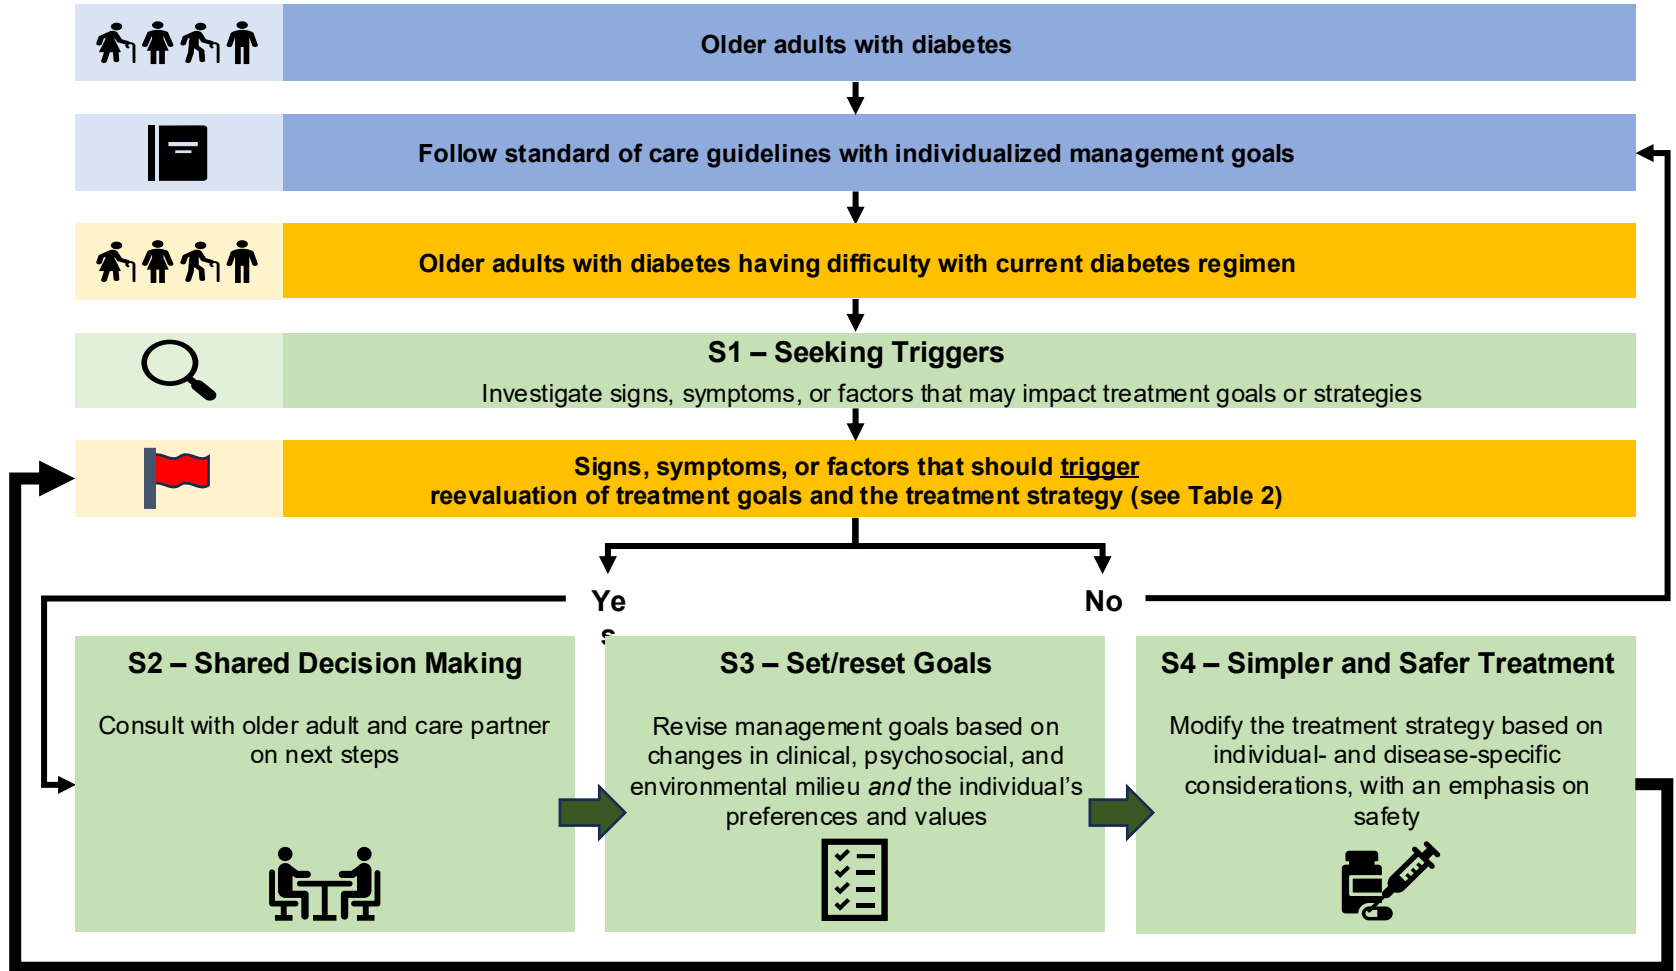 Older adults with diabetes
Follow standard of care guidelines with individualized management goals
Older adults with diabetes having difficulty with current diabetes regimen
S1 – Seeking Triggers
Investigate signs, symptoms, or factors that may impact treatment goals or strategies
Signs, symptoms, or factors that should trigger
reevaluation of treatment goals and the treatment strategy (see Table 2)
Ye
s
No
S2 – Shared Decision Making
Consult with older adult and care partner
on next steps
S3 – Set/reset Goals
Revise management goals based on
changes in clinical, psychosocial, and
environmental milieu and the individual’s
preferences and values
S4 – Simpler and Safer Treatment
Modify the treatment strategy based on
individual- and disease-specific
considerations, with an emphasis on
safety